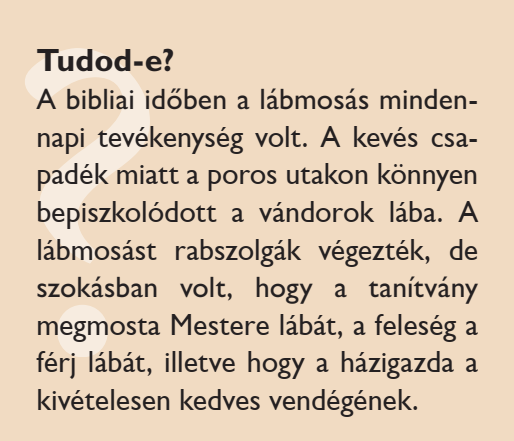 Tudod-e?
A bibliai időben a lábmosás minden-
napi tevékenység volt. A kevés csa-
padék miatt a poros utakon könnyen
bepiszkolódott a vándorok lába. A
lábmosást rabszolgák végezték, de
szokásban volt, hogy a tanítvány
megmosta Mestere lábát, a feleség a
férj lábát, illetve hogy a házigazda a
kivételesen kedves vendégének.